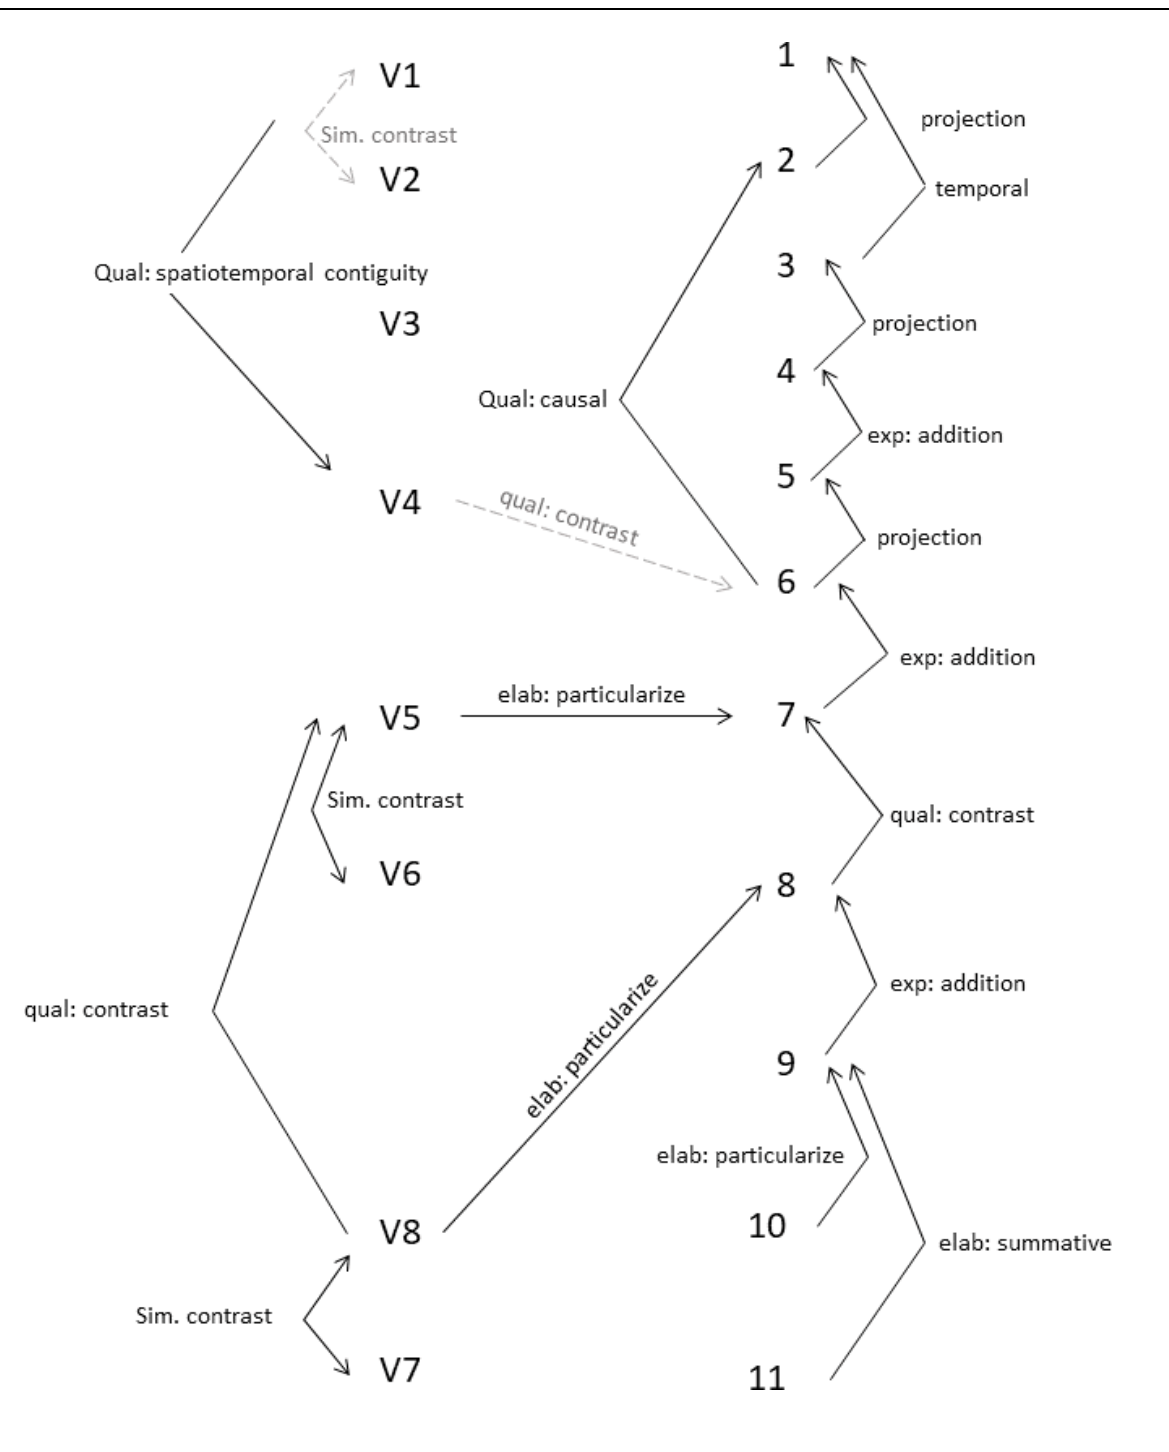 1
V1
projection
Sim. contrast
2
V2
temporal
3
Qual: spatiotemporal contiguity
V3
projection
4
Qual: causal
exp: addition
5
V4
qual: contrast
projection
6
exp: addition
elab: particularize
V5
7
Sim. contrast
qual: contrast
V6
8
exp: addition
qual: contrast
elab: particularize
9
elab: particularize
10
V8
elab: summative
Sim. contrast
V7
11